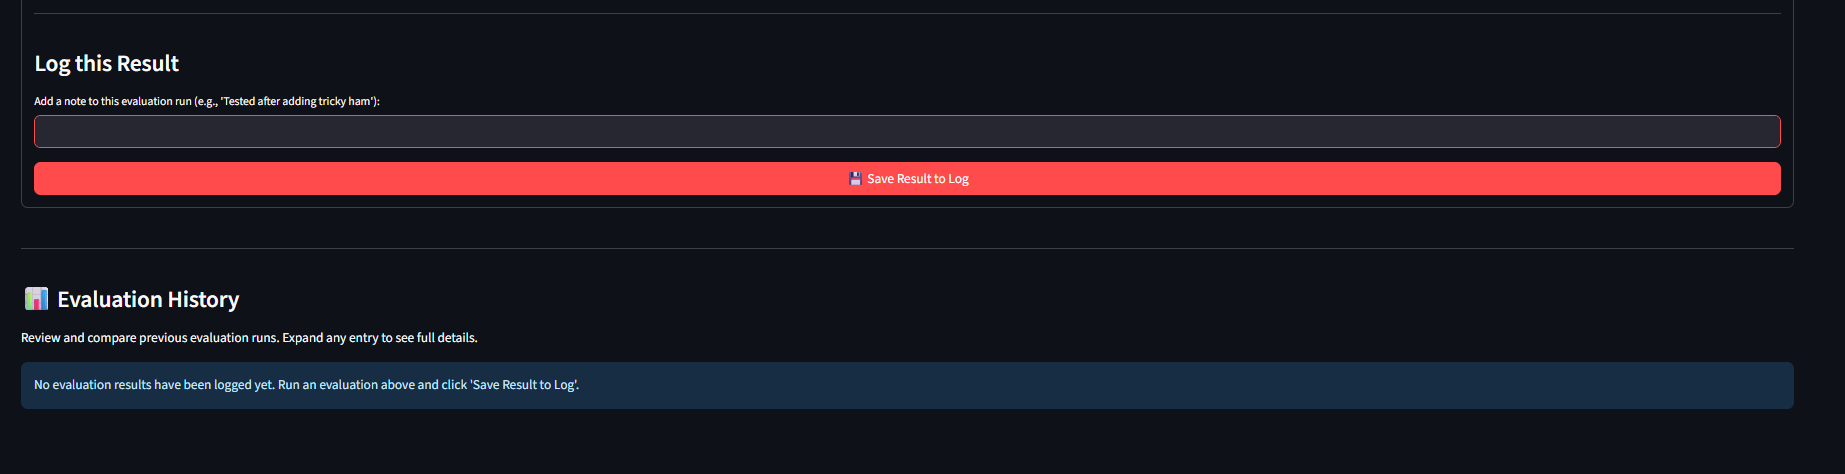 Log this Result
Add a note to this evaluation run (e.g., 'Tested after adding tricky ham'):
💾 Save Result to Log
📊 Evaluation History
Review and compare previous evaluation runs. Expand any entry to see full details.
No evaluation results have been logged yet. Run an evaluation above and click 'Save Result to Log'.